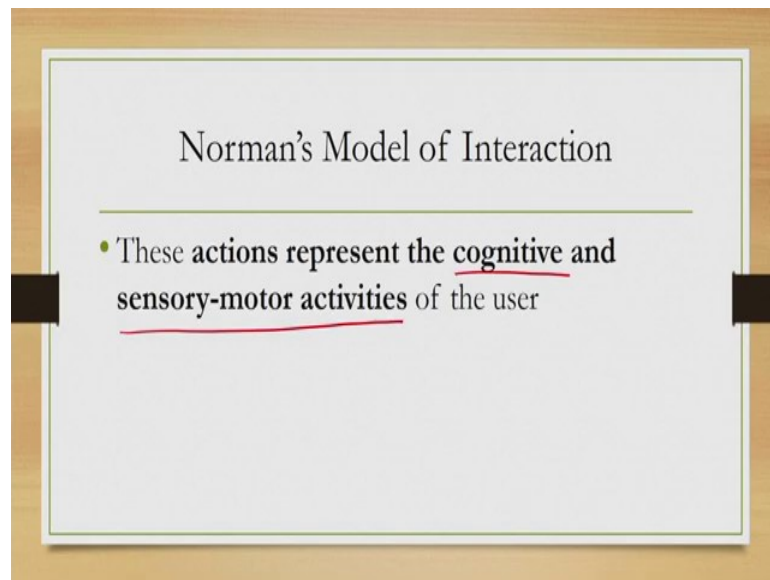 Norman's Model of Interaction
• These actions represent the cognitive and
sensory-motor activities of the user